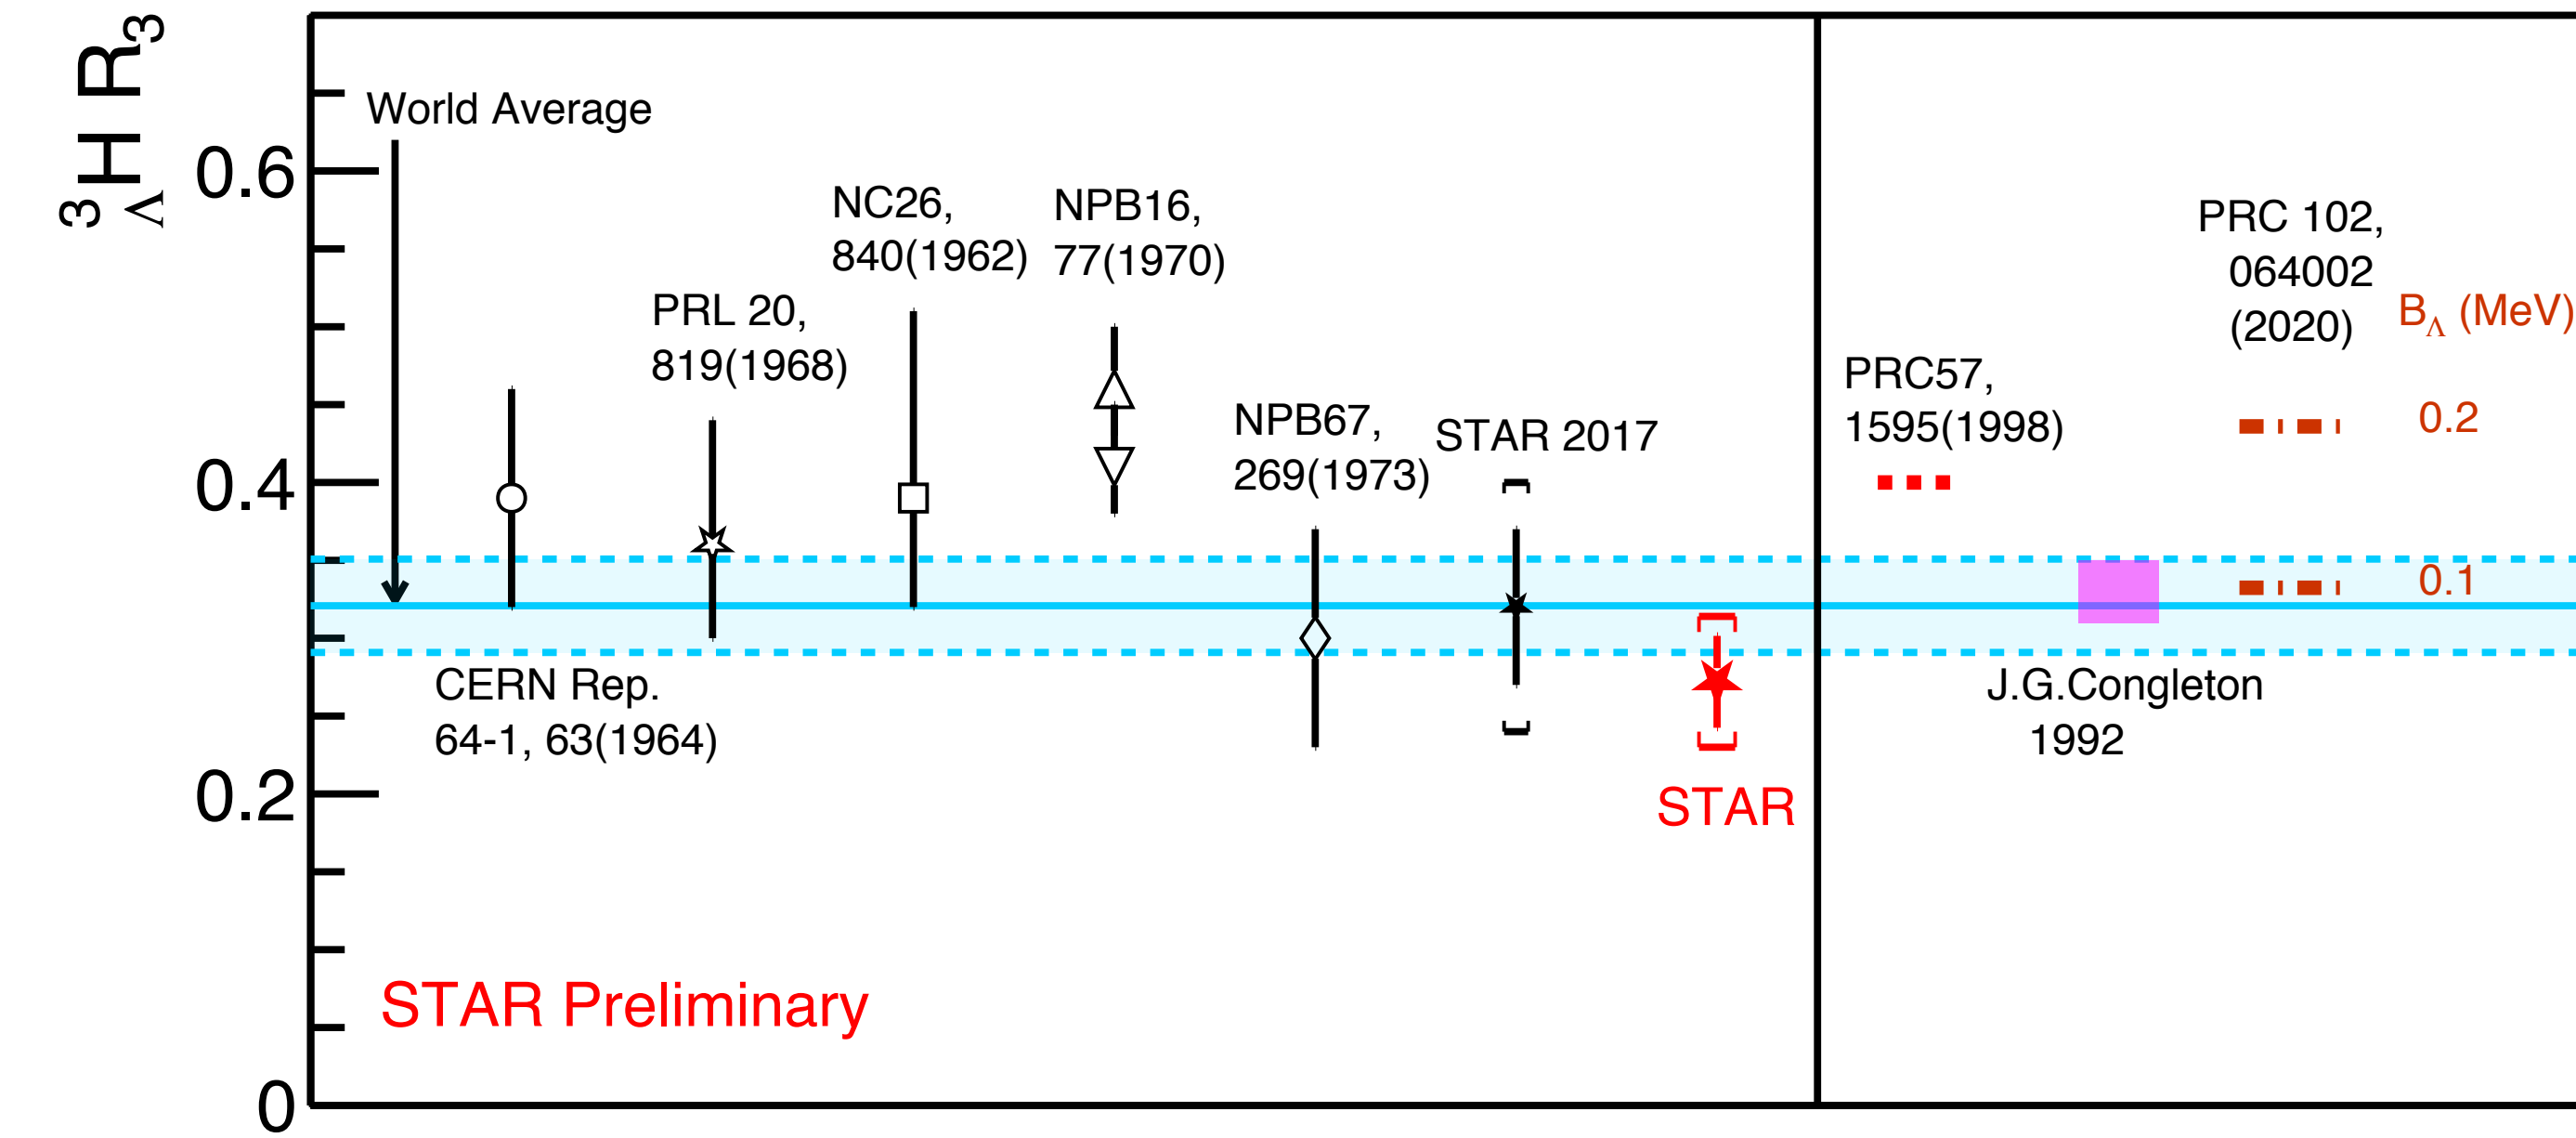 ³ΛH R₃
0.6
0.4
0.2
0
World Average
CERN Rep.
64-1, 63(1964)
PRL 20,
819(1968)
NC26,
840(1962)
NPB16,
77(1970)
NPB67,
269(1973)
STAR 2017
STAR
STAR Preliminary
PRC57,
1595(1998)
J.G.Congleton
1992
PRC 102,
064002
(2020)
BΛ (MeV)
0.2
0.1